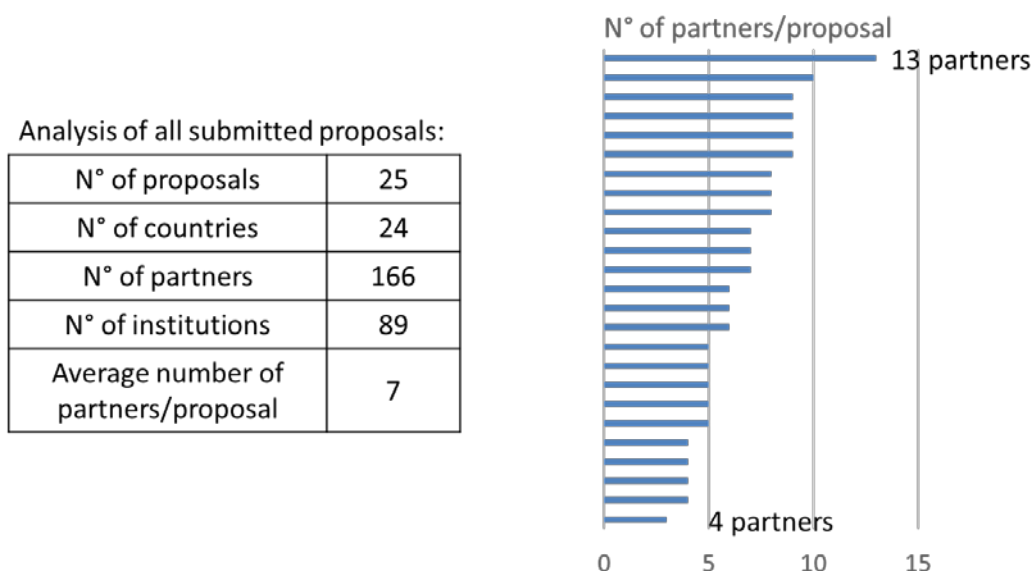 Analysis of all submitted proposals:
N° of proposals 25
N° of countries 24
N° of partners 166
N° of institutions 89
Average number of
partners/proposal 7
N° of partners/proposal
13 partners
4 partners
0 5 10 15